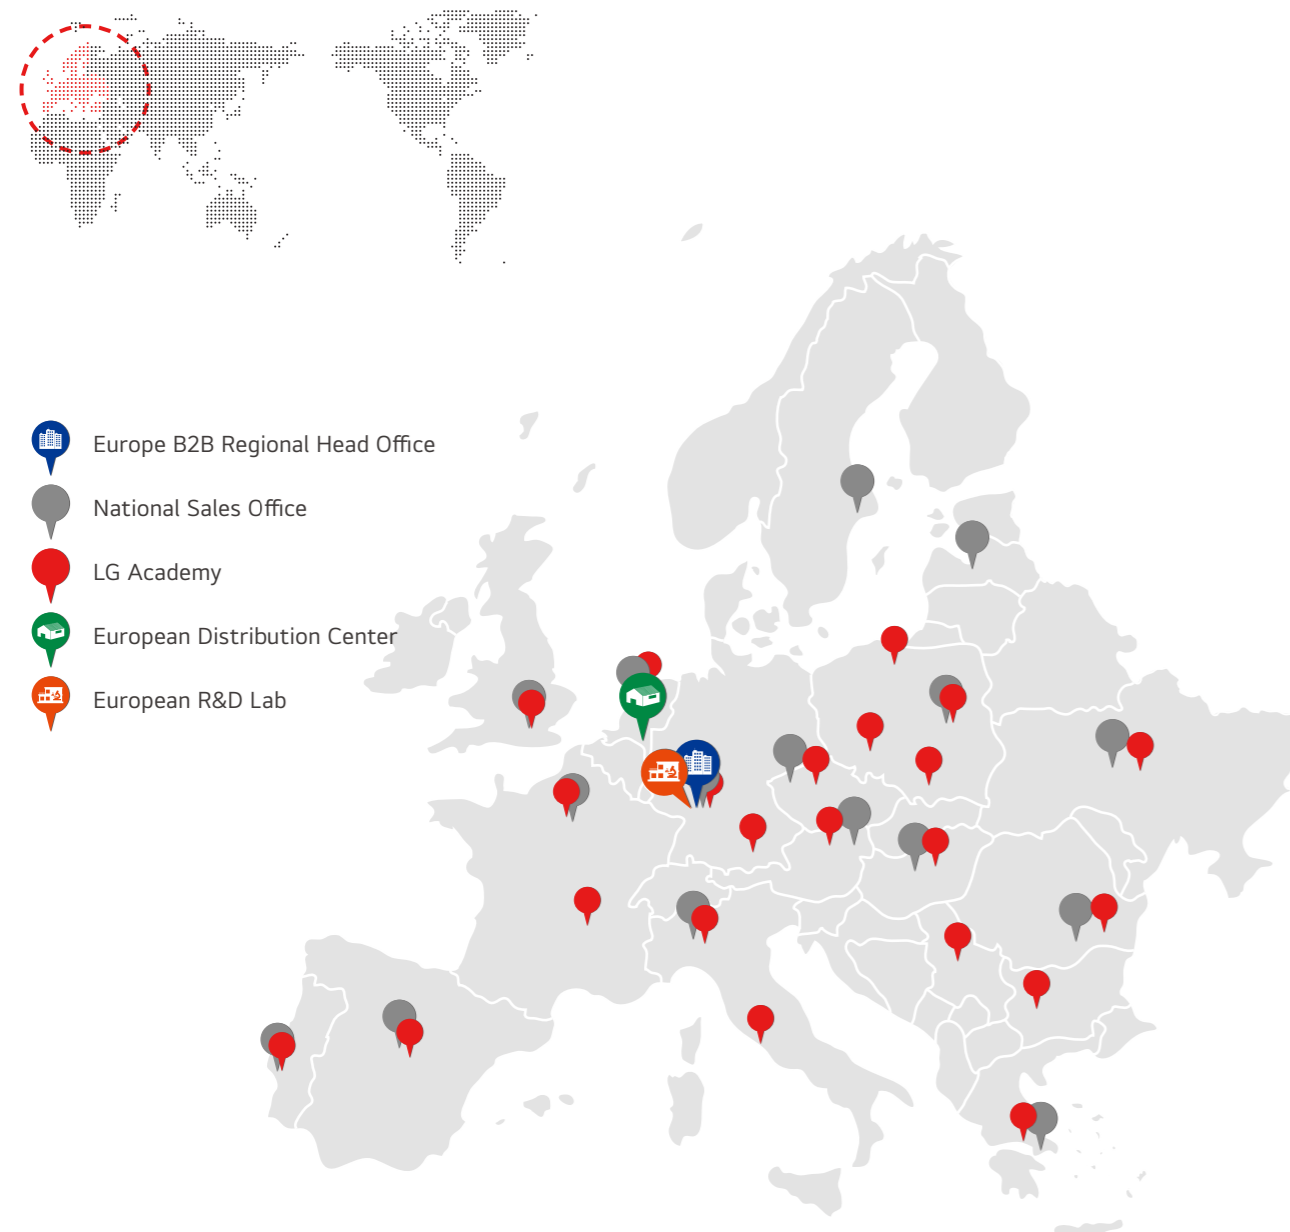 Europe B2B Regional Head Office
National Sales Office
LG Academy
European Distribution Center
European R&D Lab